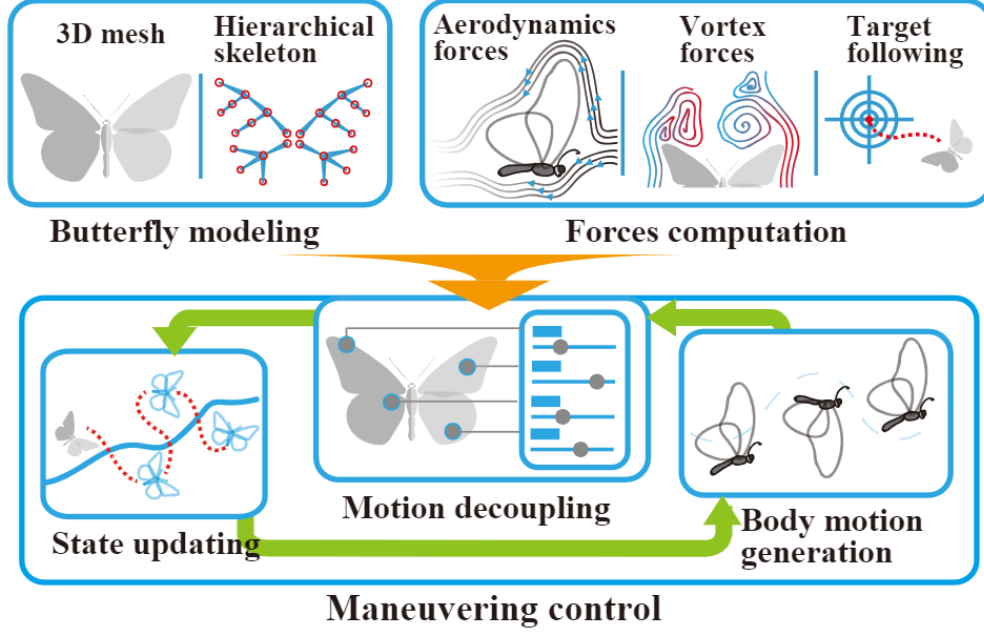 3D mesh
Hierarchical
skeleton
Butterfly modeling
Aerodynamics
forces
Vortex
forces
Target
following
Forces computation
State updating
Motion decoupling
Body motion
generation
Maneuvering control